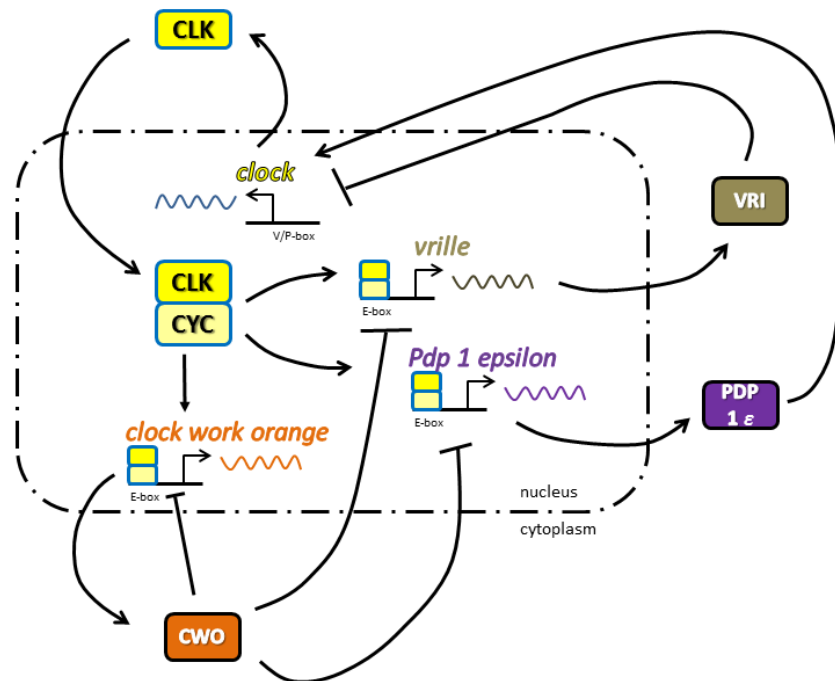 CLK
clock
V/P-box
VRI
vrille
CLK
CYC
E-box
Pdp 1 epsilon
PDP
1 ε
E-box
clock work orange
E-box
nucleus
cytoplasm
CWO